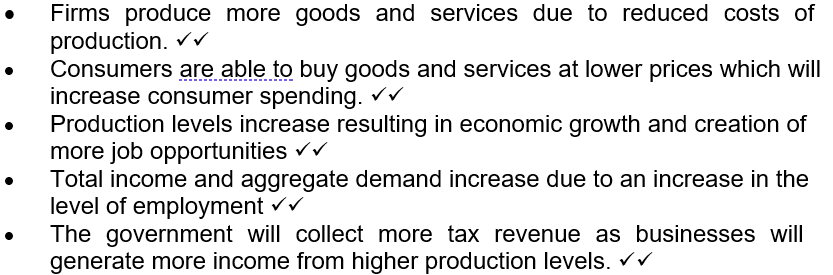 • Firms produce more goods and services due to reduced costs of
production. ✓✓
• Consumers are able to buy goods and services at lower prices which will
increase consumer spending. ✓✓
• Production levels increase resulting in economic growth and creation of
more job opportunities ✓✓
• Total income and aggregate demand increase due to an increase in the
level of employment ✓✓
• The government will collect more tax revenue as businesses will
generate more income from higher production levels. ✓✓